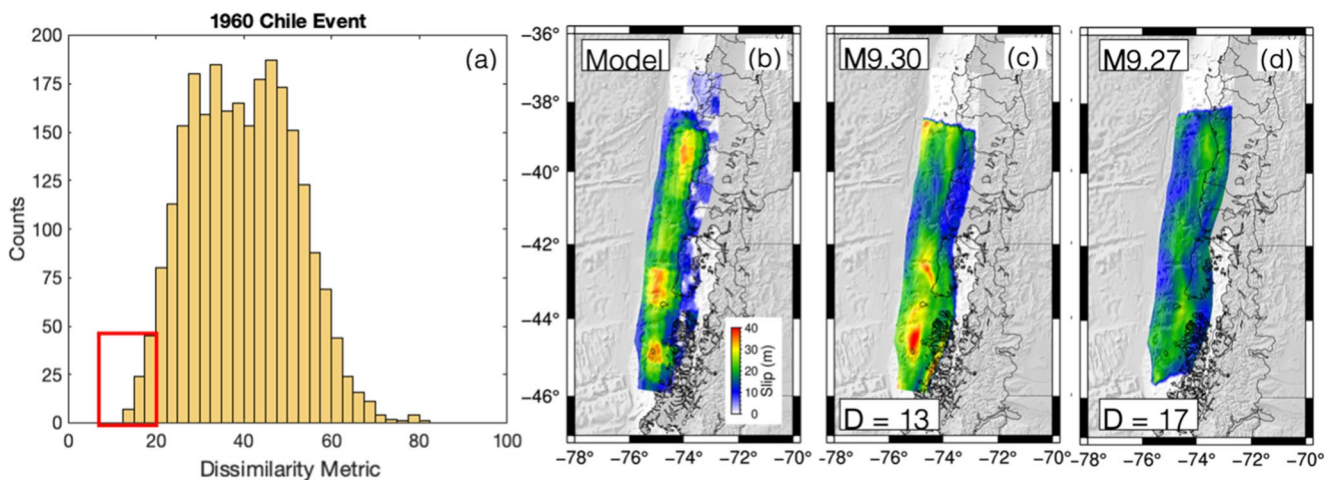 1960 Chile Event
(a)
200
175
150
125
100
75
50
25
0
Counts
0 20 40 60 80 100
Dissimilarity Metric
Model
(b)
−36°
−38°
−40°
−42°
−44°
−46°
40
30
20
10
0
Slip (m)
−78° −76° −74° −72° −70°
M9.30
(c)
D = 13
−78° −76° −74° −72° −70°
M9.27
(d)
D = 17
−78° −76° −74° −72° −70°